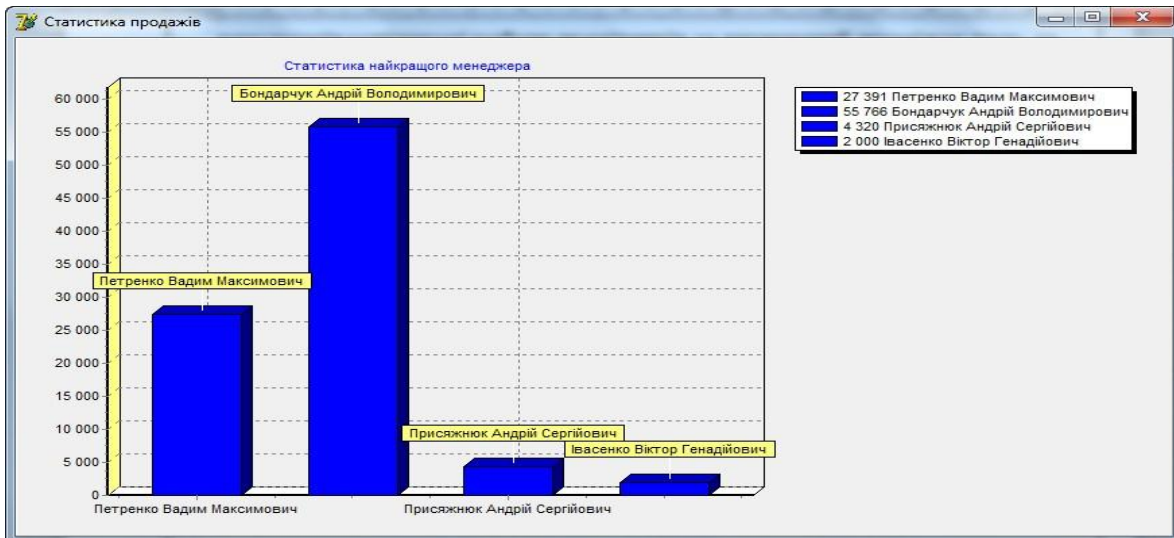 Статистика продажів
Статистика найкращого менеджера
60 000
55 000
50 000
45 000
40 000
35 000
30 000
25 000
20 000
15 000
10 000
5 000
0
Бондарчук Андрій Володимирович
Петренко Вадим Максимович
Присяжнюк Андрій Сергійович
Івасенко Віктор Генадійович
Петренко Вадим Максимович
Присяжнюк Андрій Сергійович
27 391 Петренко Вадим Максимович
55 766 Бондарчук Андрій Володимирович
4 320 Присяжнюк Андрій Сергійович
2 000 Івасенко Віктор Генадійович